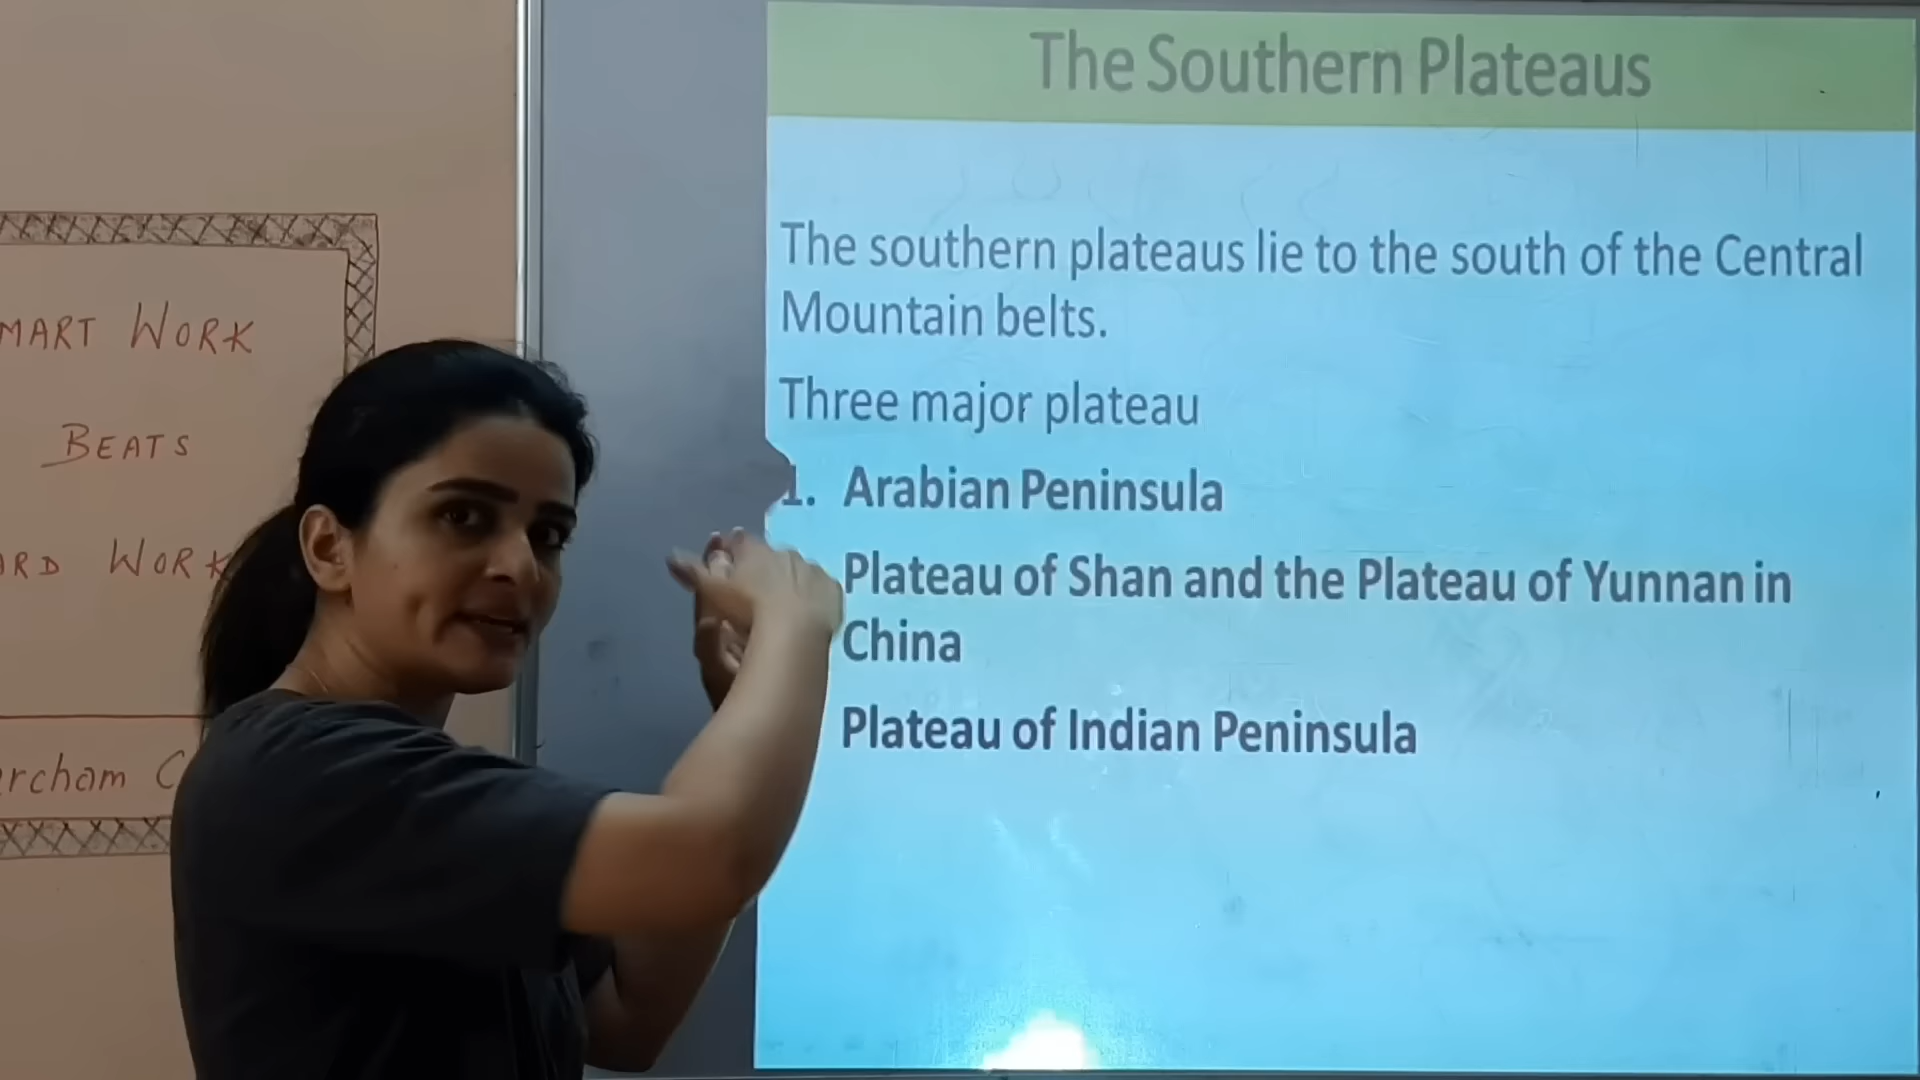 The Southern Plateaus
The southern plateaus lie to the south of the Central
Mountain belts.
Three major plateau
1. Arabian Peninsula
Plateau of Shan and the Plateau of Yunnan in
China
Plateau of Indian Peninsula
MART WORK
BEATS
ARD WORK